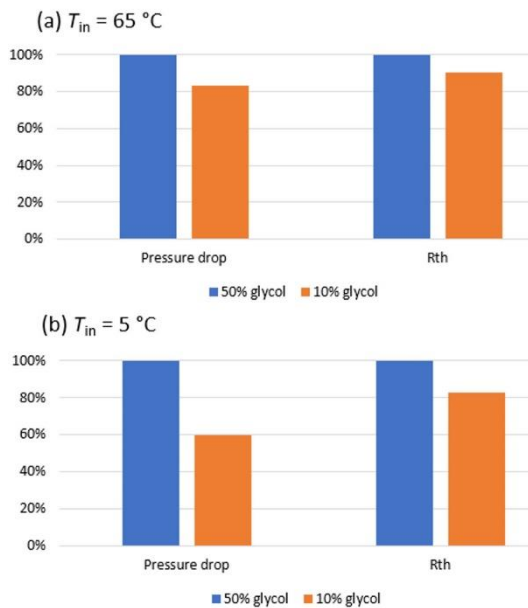 (a) Tin = 65 °C
100%
80%
60%
40%
20%
0%
Pressure drop Rth
50% glycol 10% glycol
(b) Tin = 5 °C
100%
80%
60%
40%
20%
0%
Pressure drop Rth
50% glycol 10% glycol